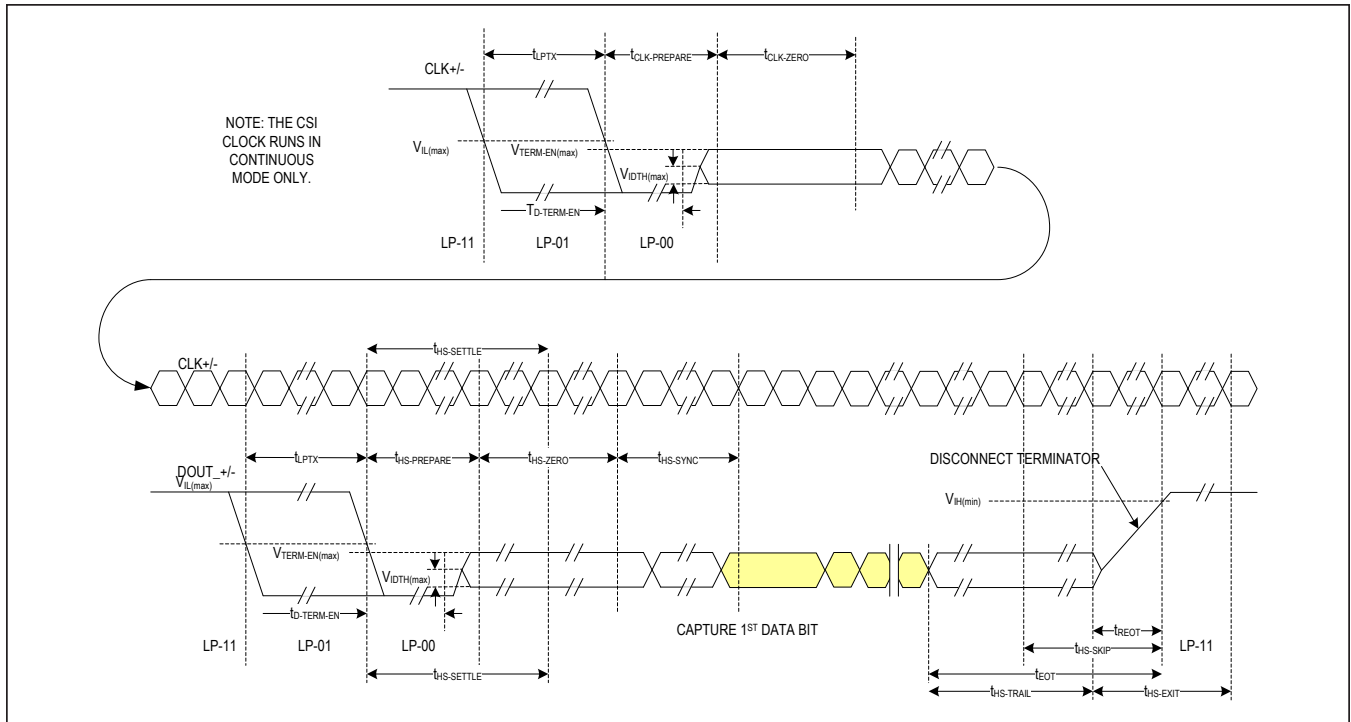 tLPTX
tCLK-PREPARE
tCLK-ZERO
CLK+/-
NOTE: THE CSI
CLOCK RUNS IN
CONTINUOUS
MODE ONLY.
VIL(max)
VTERM-EN(max)
VIDTH(max)
TD-TERM-EN
LP-11
LP-01
LP-00
tHS-SETTLE
CLK+/-
tLPTX
tHS-PREPARE
tHS-ZERO
tHS-SYNC
DISCONNECT TERMINATOR
DOUT_+/-
VIL(max)
VIH(min)
VTERM-EN(max)
VIDTH(max)
tD-TERM-EN
CAPTURE 1ST DATA BIT
tREOT
LP-11
LP-01
LP-00
tHS-SKIP
LP-11
tHS-SETTLE
tEOT
tHS-TRAIL
tHS-EXIT